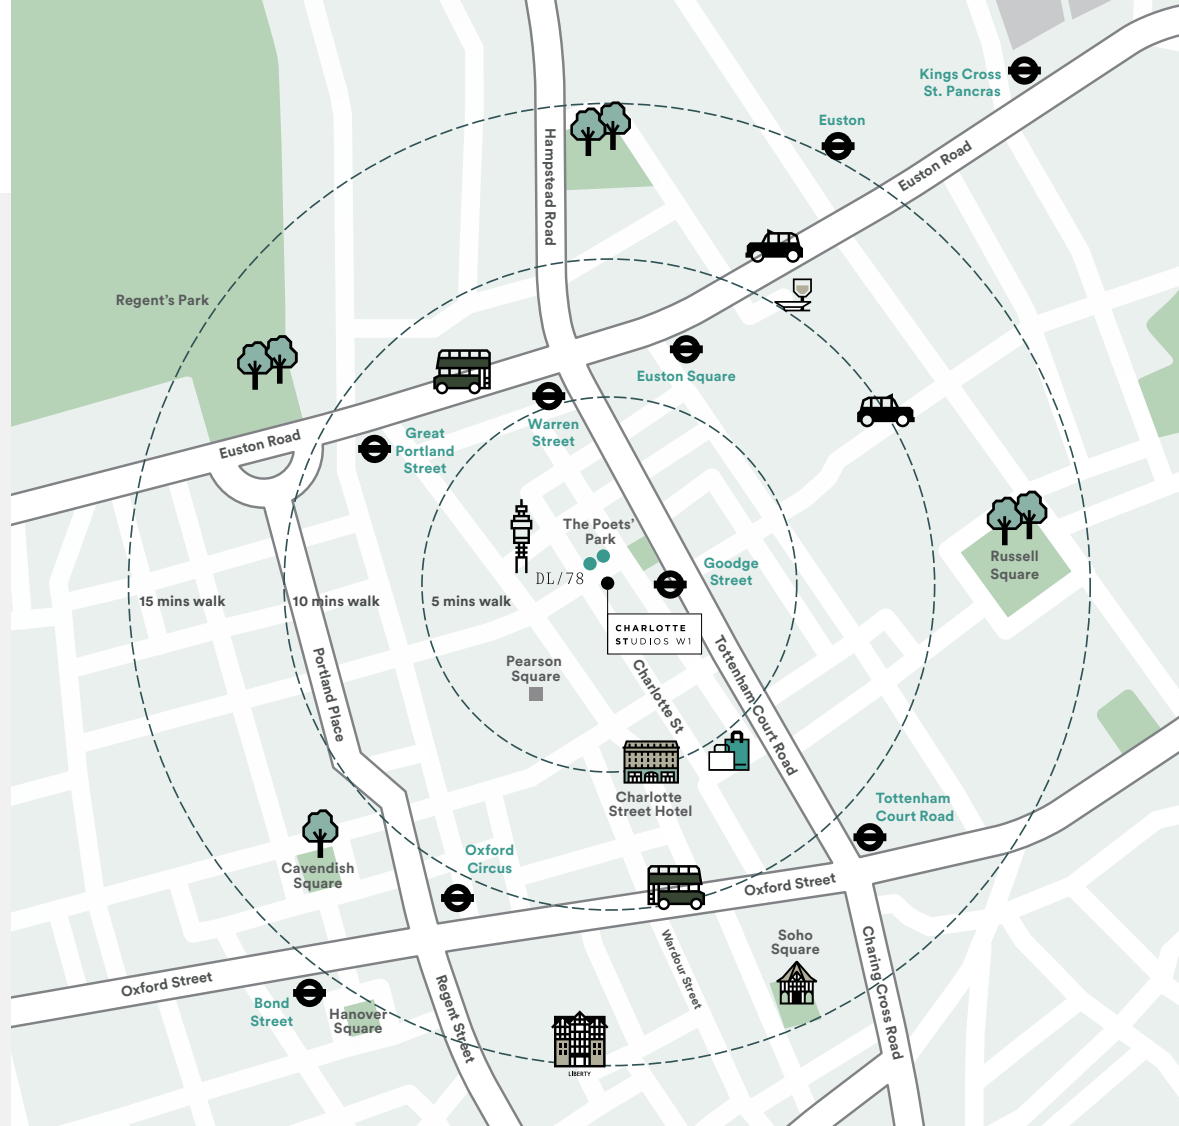 Kings Cross
St. Pancras
Euston
Euston Road
Hampstead Road
Regent's Park
Euston Square
Warren
Street
Great
Portland
Street
Euston Road
The Poets'
Park
DL/78
Goodge
Street
Russell
Square
15 mins walk
10 mins walk
5 mins walk
CHARLOTTE
STUDIOS W1
Pearson
Square
Portland Place
Charlotte St
Tottenham Court Road
Charlotte
Street Hotel
Tottenham
Court Road
Oxford
Circus
Cavendish
Square
Oxford Street
Soho
Square
Wardour Street
Charing Cross Road
Oxford Street
Bond
Street
Hanover
Square
Regent Street
LIBERTY